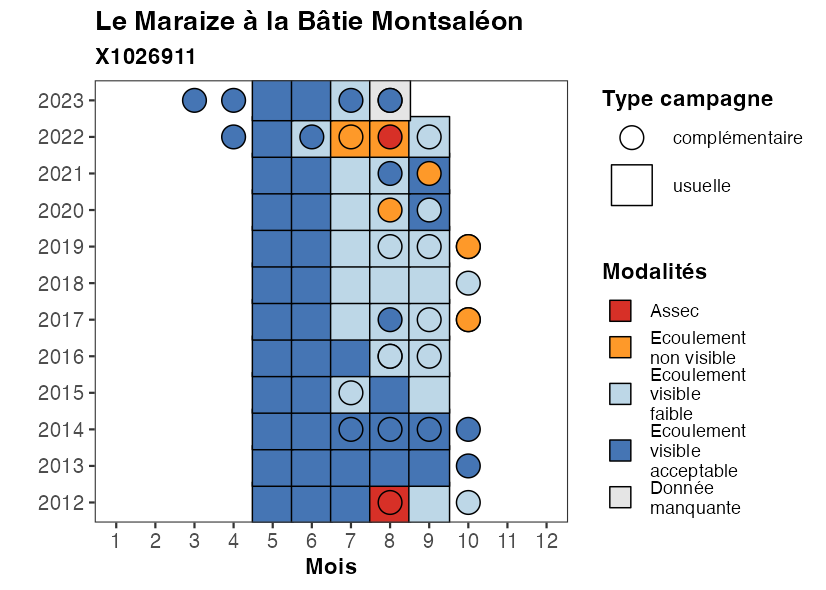 Le Maraize à la Bâtie Montsaléon
X1026911
2023
2022
2021
2020
2019
2018
2017
2016
2015
2014
2013
2012
1 2 3 4 5 6 7 8 9 10 11 12
Mois
Type campagne
complémentaire
usuelle
Modalités
Assec
Ecoulement
non visible
Ecoulement
visible
faible
Ecoulement
visible
acceptable
Donnée
manquante